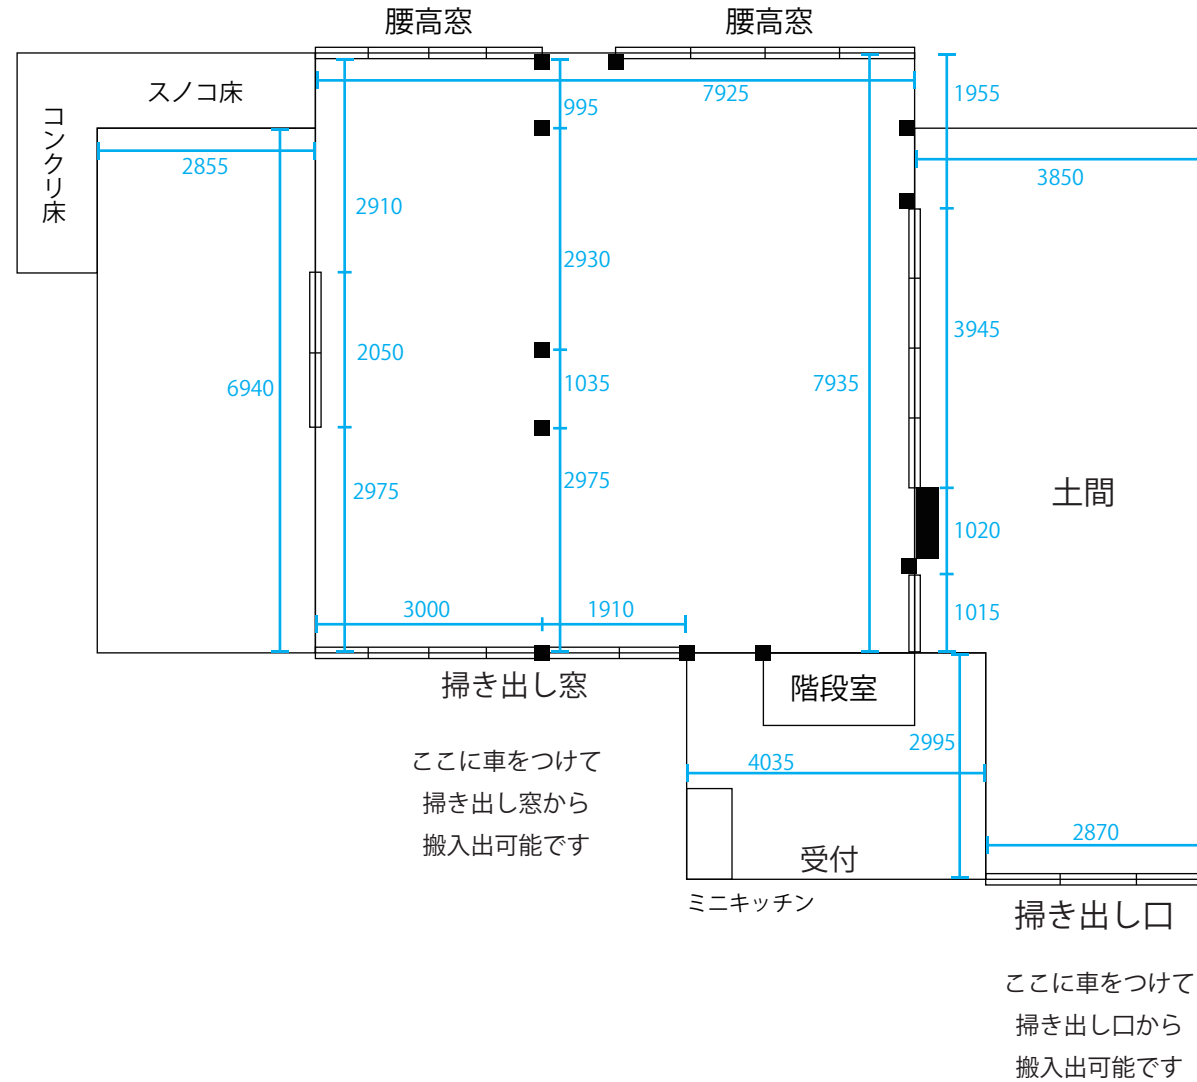 腰高窓
腰高窓
スノコ床
コンクリ床
995
7925
1955
2855
3850
2910
2930
2050
3945
6940
1035
7935
2975
2975
土間
1020
3000
1910
1015
掃き出し窓
階段室
2995
ここに車をつけて
掃き出し窓から
搬入出可能です
4035
2870
受付
ミニキッチン
掃き出し口
ここに車をつけて
掃き出し口から
搬入出可能です